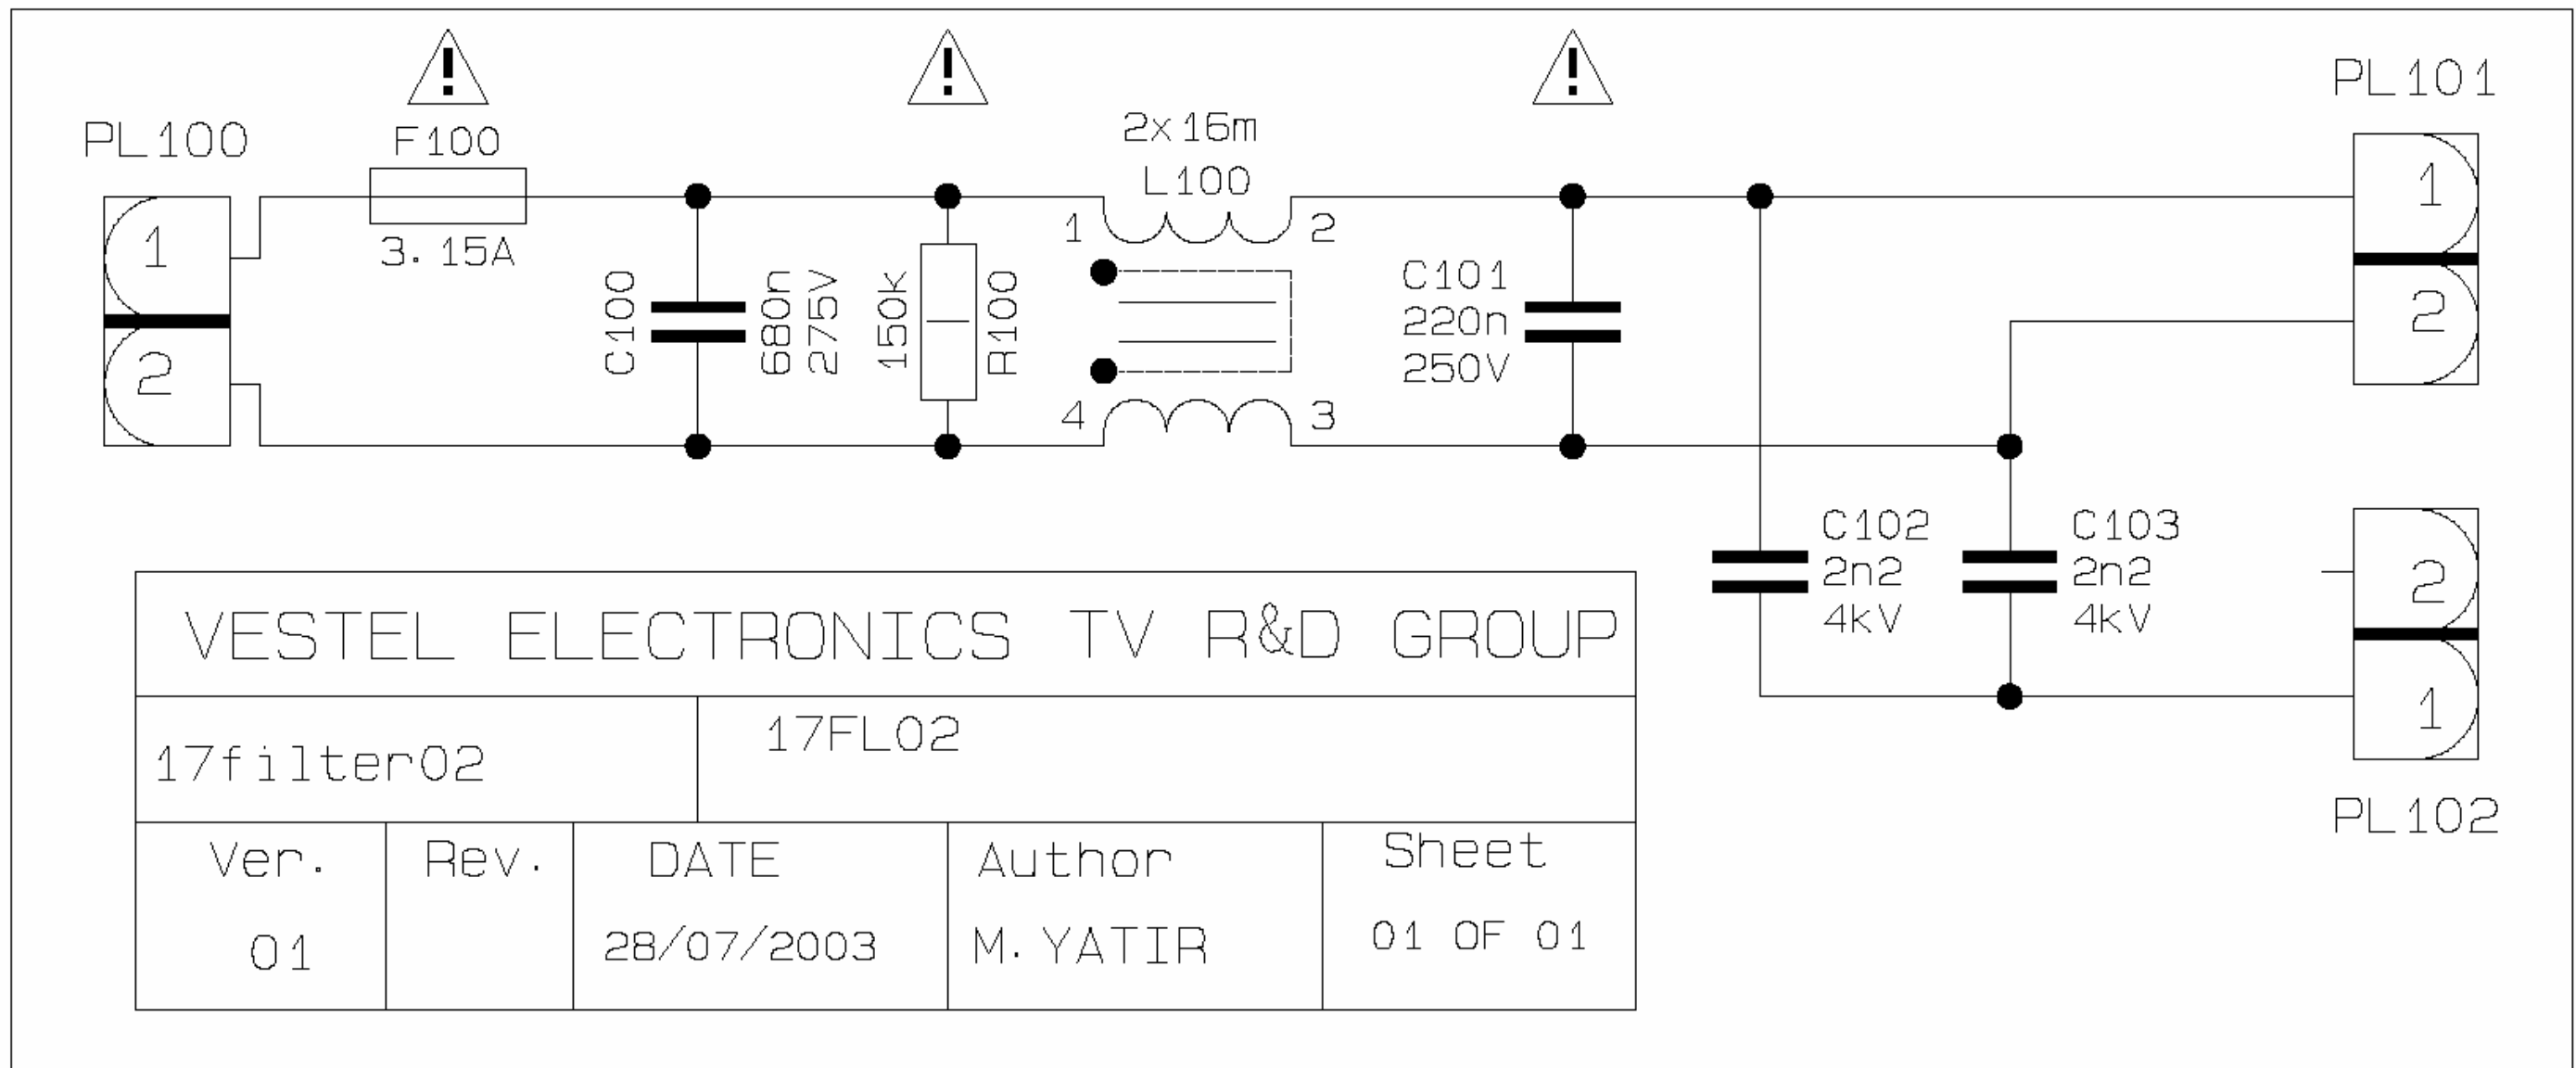 PL100
1
2
!
F100
3.15A
C100
680n
275V
!
150k
R100
2x16m
L100
1
2
4
3
!
C101
220n
250V
PL101
1
2
C102
2n2
4kV
C103
2n2
4kV
2
1
PL102
VESTEL ELECTRONICS TV R&D GROUP
17filter02
17FL02
Ver.
01
Rev.
DATE
28/07/2003
Author
M.YATIR
Sheet
01 OF 01